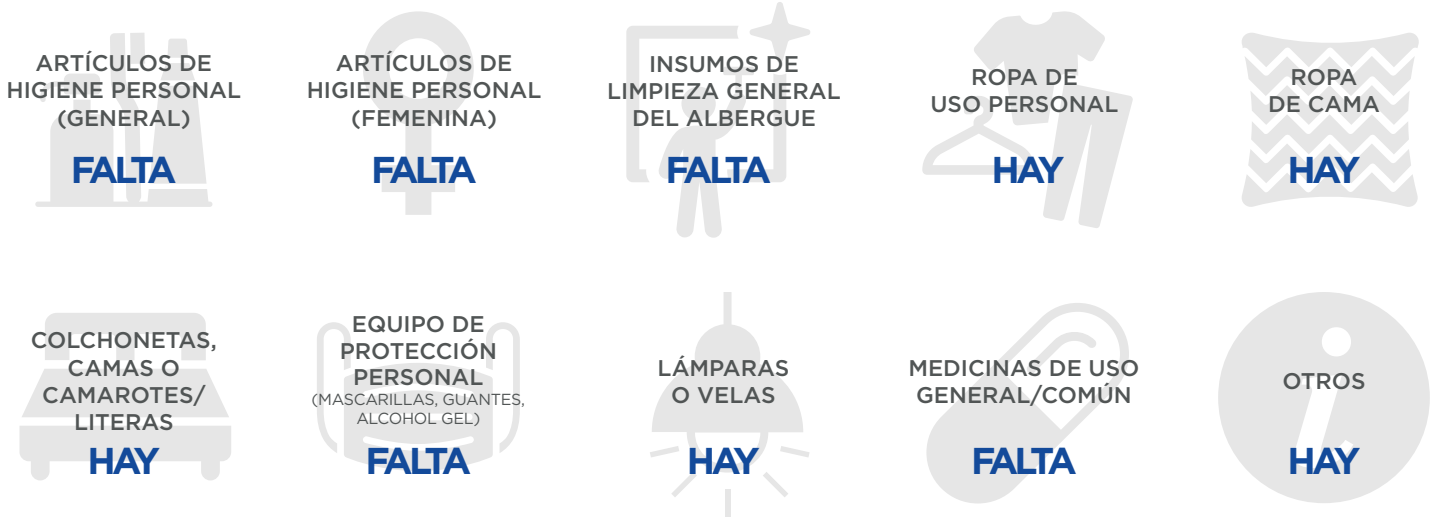 ARTÍCULOS DE
HIGIENE PERSONAL
(GENERAL)
FALTA
ARTÍCULOS DE
HIGIENE PERSONAL
(FEMENINA)
FALTA
INSUMOS DE
LIMPIEZA GENERAL
DEL ALBERGUE
FALTA
ROPA DE
USO PERSONAL
HAY
ROPA
DE CAMA
HAY
COLCHONETAS,
CAMAS O
CAMAROTES/
LITERAS
HAY
EQUIPO DE
PROTECCIÓN
PERSONAL
(MASCARILLAS, GUANTES,
ALCOHOL GEL)
FALTA
LÁMPARAS
O VELAS
HAY
MEDICINAS DE USO
GENERAL/COMÚN
FALTA
OTROS
HAY